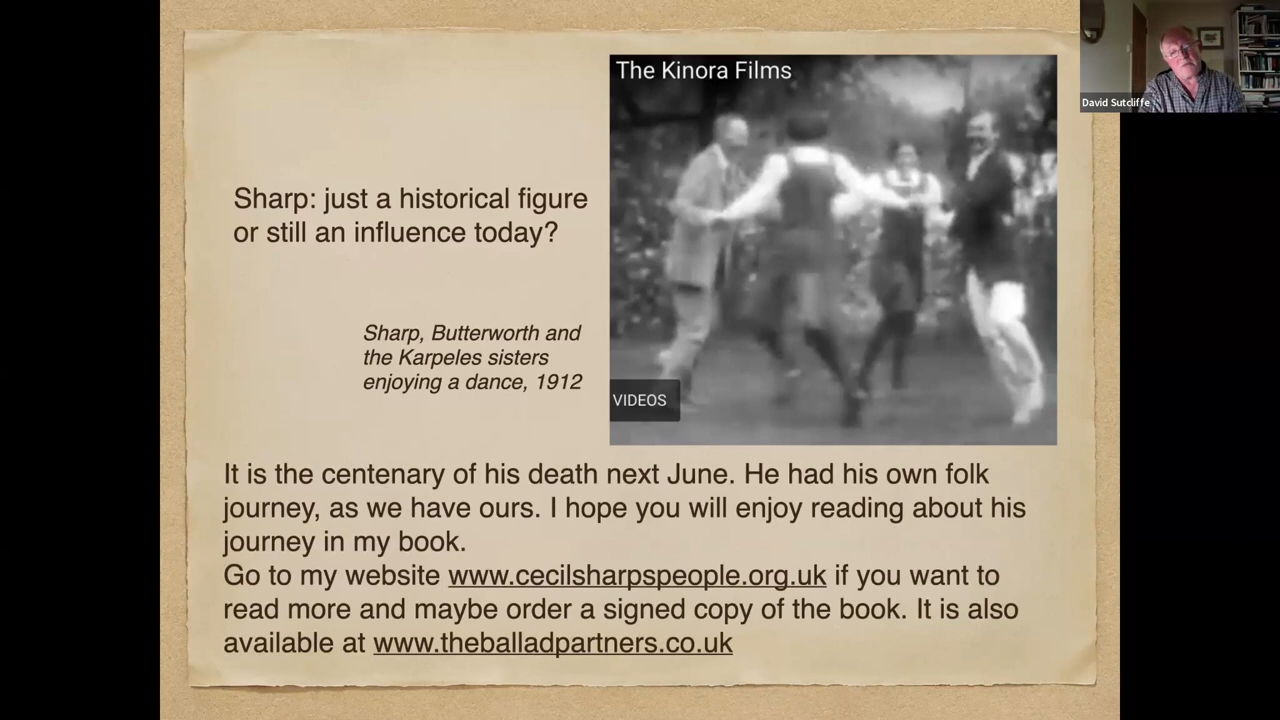 The Kinora Films
David Sutcliffe
Sharp: just a historical figure
or still an influence today?
Sharp, Butterworth and
the Karpeles sisters
enjoying a dance, 1912
VIDEOS
It is the centenary of his death next June. He had his own folk
journey, as we have ours. I hope you will enjoy reading about his
journey in my book.
Go to my website www.cecilsharpspeople.org.uk if you want to
read more and maybe order a signed copy of the book. It is also
available at www.theballadpartners.co.uk